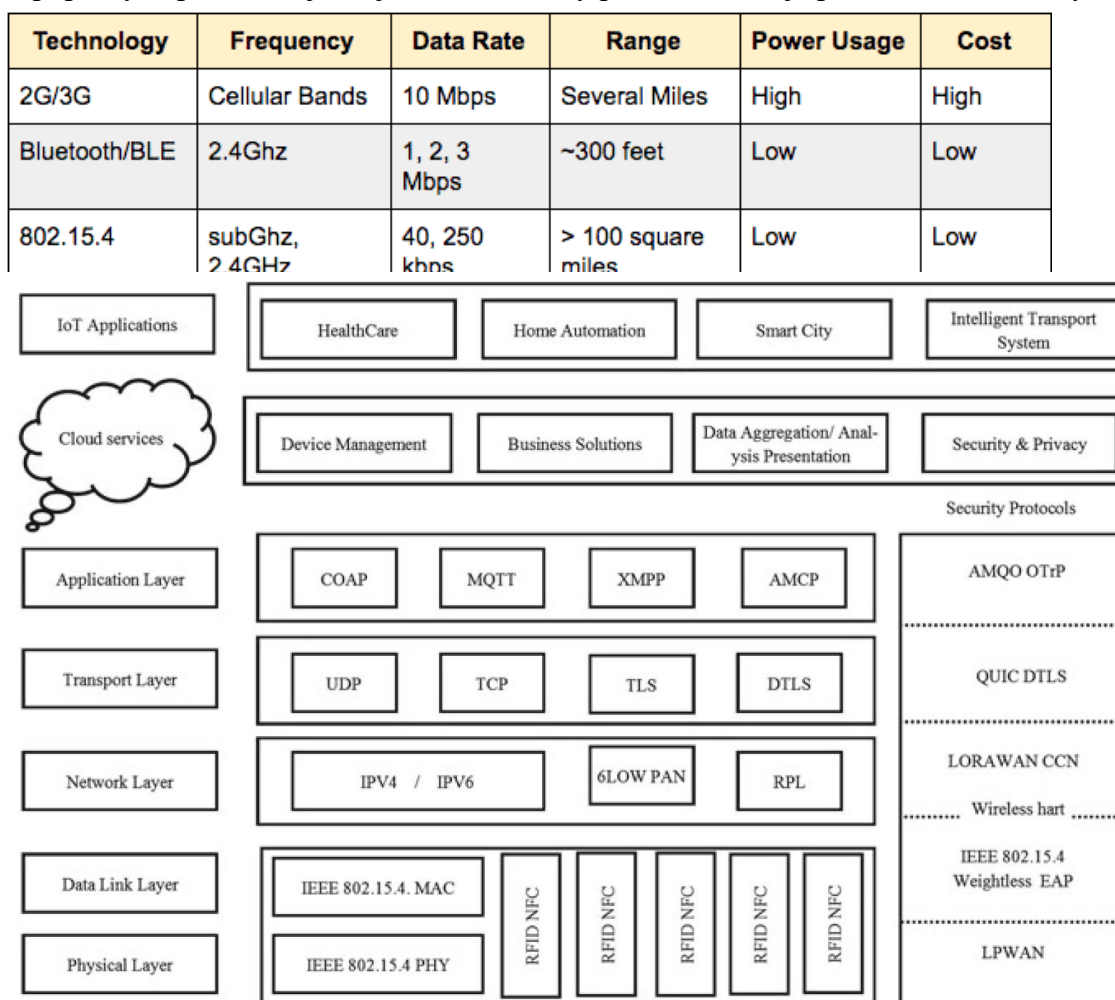 Technology Frequency Data Rate Range Power Usage Cost
2G/3G Cellular Bands 10 Mbps Several Miles High High
Bluetooth/BLE 2.4Ghz 1, 2, 3 ~300 feet Low Low
Mbps
802.15.4 subGhz, 40, 250 > 100 square Low Low
2.4GHz kbps miles
IoT Applications HealthCare Home Automation Smart City Intelligent Transport
System
Cloud services Device Management Business Solutions Data Aggregation/ Anal-
ysis Presentation Security & Privacy
Security Protocols
Application Layer COAP MQTT XMPP AMCP AMQO OTrP
Transport Layer UDP TCP TLS DTLS QUIC DTLS
Network Layer IPV4 / IPV6 6LOW PAN RPL LORAWAN CCN
Wireless hart
Data Link Layer IEEE 802.15.4. MAC RFID NFC RFID NFC RFID NFC RFID NFC RFID NFC IEEE 802.15.4
Weightless EAP
Physical Layer IEEE 802.15.4 PHY LPWAN